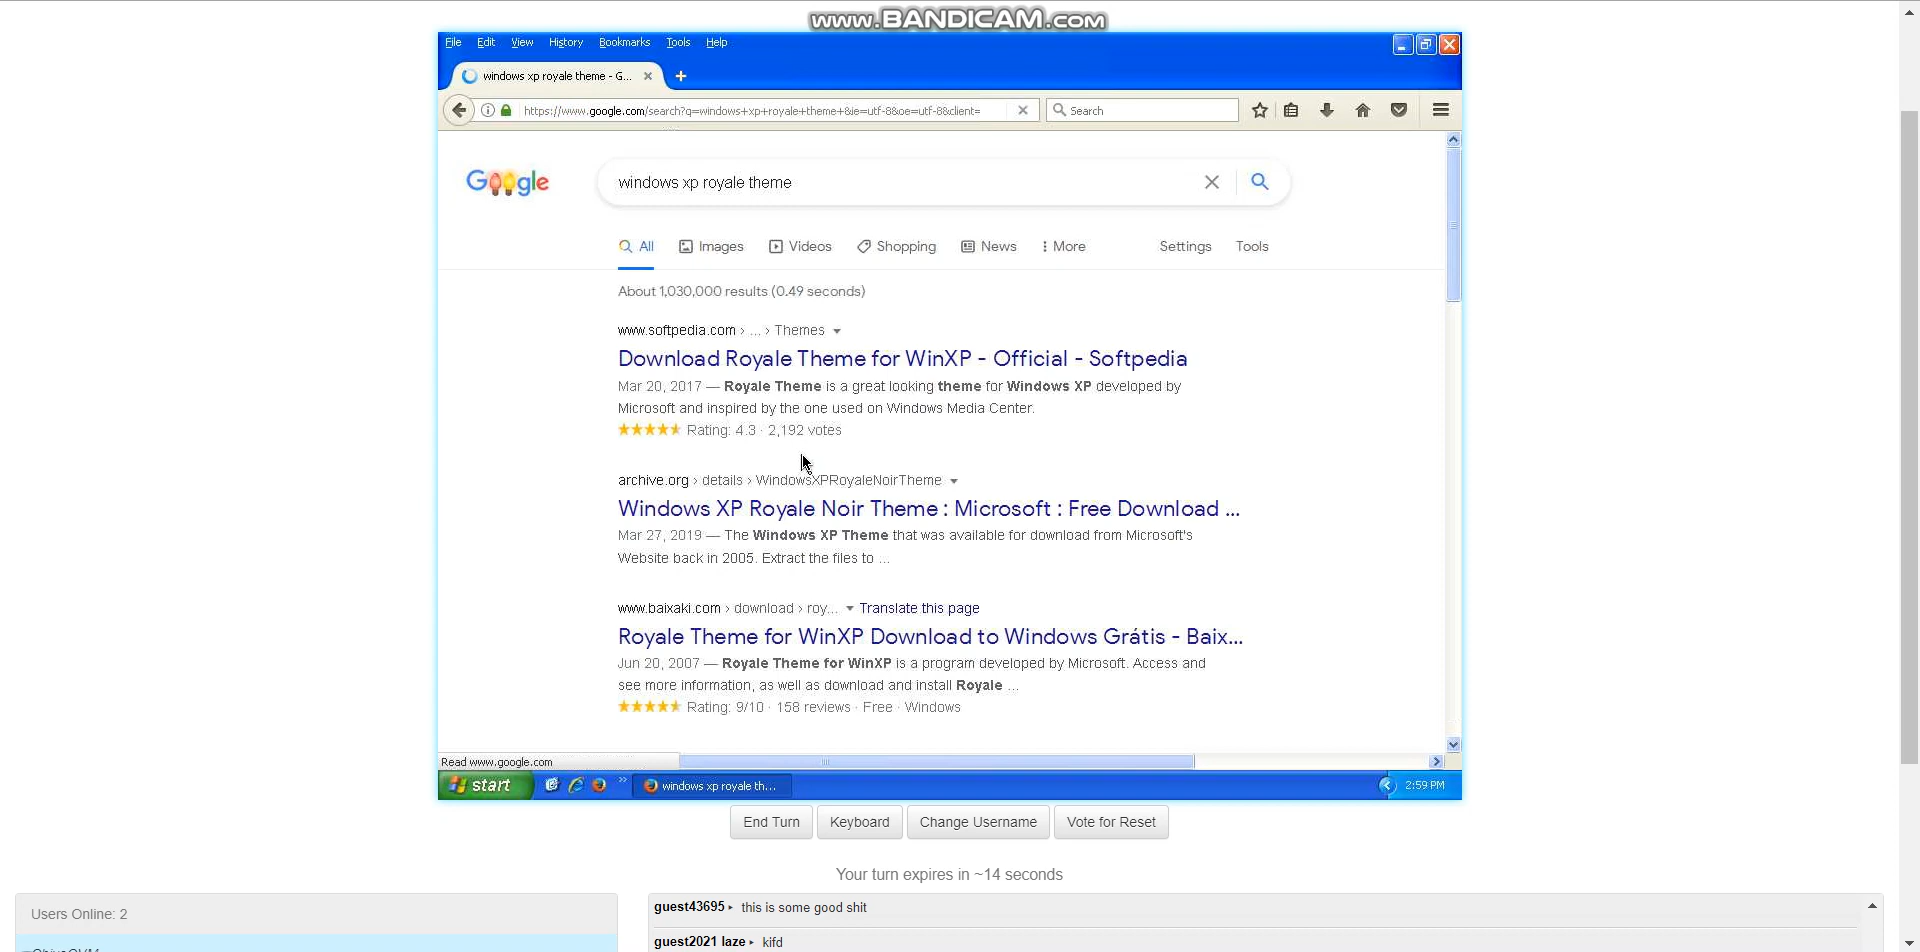 www.BANDICAM.com
File Edit View History Bookmarks Tools Help
windows xp royale theme - G...
https://www.google.com/search?q=windows+xp+royale+theme+&ie=utf-8&oe=utf-8&client=
Search
Google
windows xp royale theme
All Images Videos Shopping News More Settings Tools
About 1,030,000 results (0.49 seconds)
www.softpedia.com › ... › Themes
Download Royale Theme for WinXP - Official - Softpedia
Mar 20, 2017 — Royale Theme is a great looking theme for Windows XP developed by
Microsoft and inspired by the one used on Windows Media Center.
Rating: 4.3 · 2,192 votes
archive.org › details › WindowsXPRoyaleNoirTheme
Windows XP Royale Noir Theme : Microsoft : Free Download ...
Mar 27, 2019 — The Windows XP Theme that was available for download from Microsoft's
Website back in 2005. Extract the files to ...
www.baixaki.com › download › roy... Translate this page
Royale Theme for WinXP Download to Windows Grátis - Baix...
Jun 20, 2007 — Royale Theme for WinXP is a program developed by Microsoft. Access and
see more information, as well as download and install Royale ...
Rating: 9/10 · 158 reviews · Free · Windows
Read www.google.com
start windows xp royale th... 2:59 PM
End Turn Keyboard Change Username Vote for Reset
Your turn expires in ~14 seconds
Users Online: 2
guest43695 ▸ this is some good shit
guest2021 laze ▸ kifd